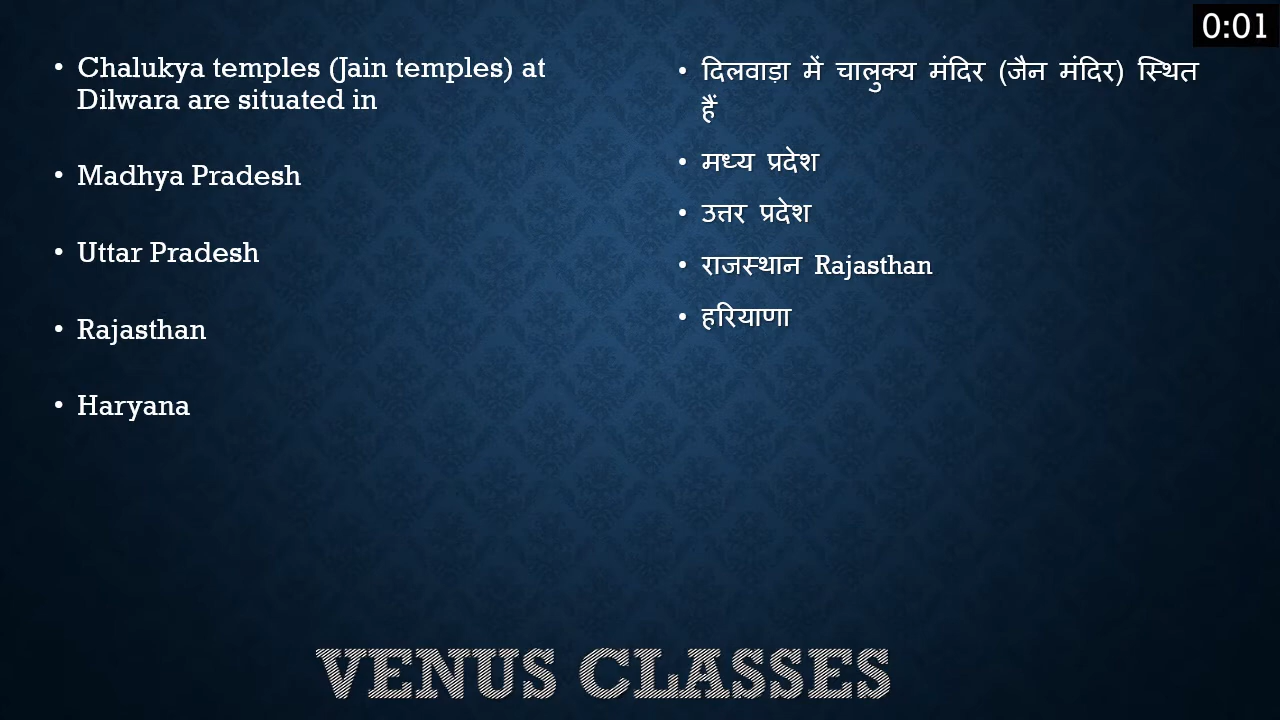 0:01
• Chalukya temples (Jain temples) at
Dilwara are situated in
• Madhya Pradesh
• Uttar Pradesh
• Rajasthan
• Haryana
• दिलवाड़ा में चालुक्य मंदिर (जैन मंदिर) स्थित
हैं
• मध्य प्रदेश
• उत्तर प्रदेश
• राजस्थान Rajasthan
• हरियाणा
VENUS CLASSES